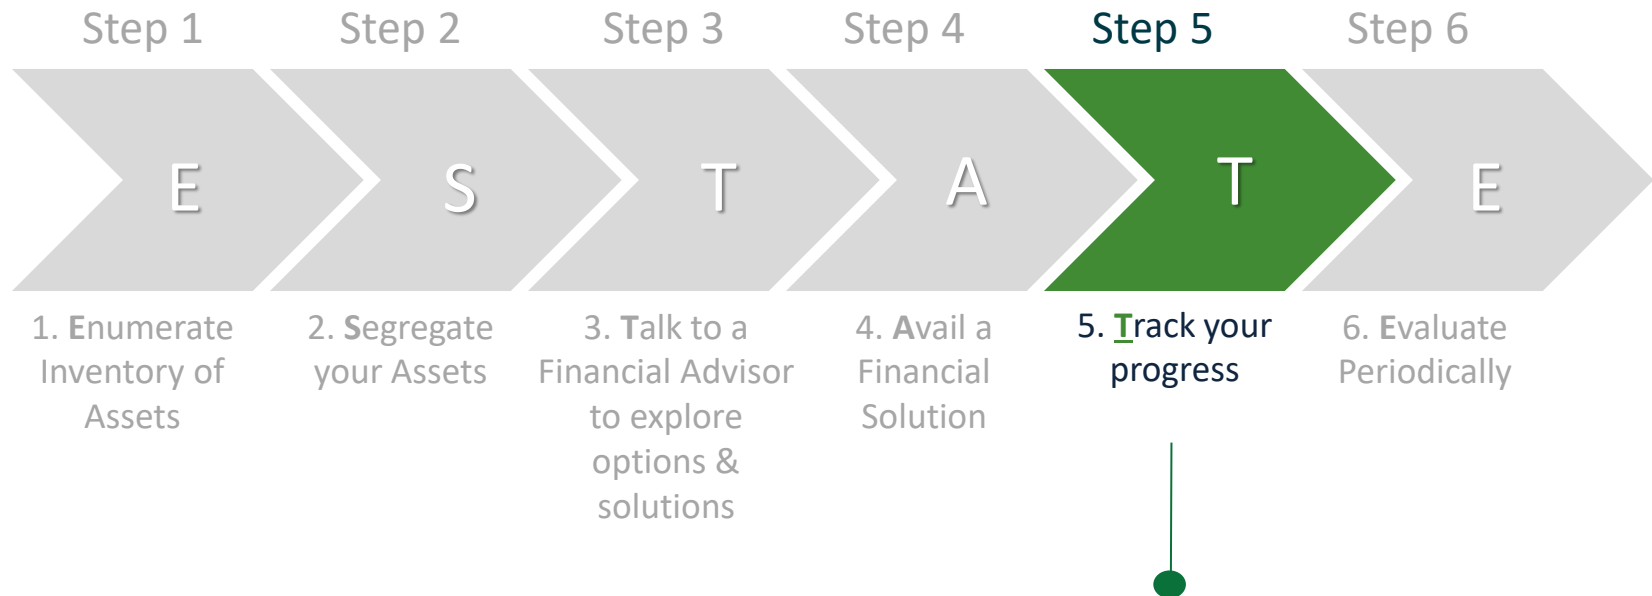 Step 1
Step 2
Step 3
Step 4
Step 5
Step 6
E
S
T
A
T
E
1. Enumerate
Inventory of
Assets
2. Segregate
your Assets
3. Talk to a
Financial Advisor
to explore
options &
solutions
4. Avail a
Financial
Solution
5. Track your
progress
6. Evaluate
Periodically